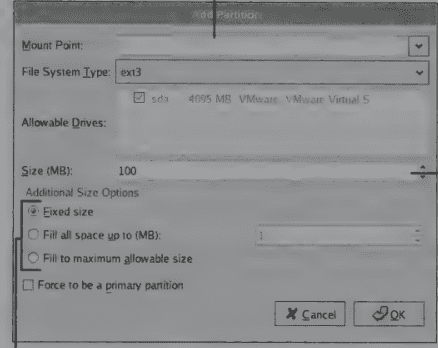 Add Partition
Mount Point:
File System Type: ext3
sda 4095 MB VMware, VMware Virtual S
Allowable Drives:
Size (MB): 100
Additional Size Options
Fixed size
Fill all space up to (MB): 1
Fill to maximum allowable size
Force to be a primary partition
Cancel OK